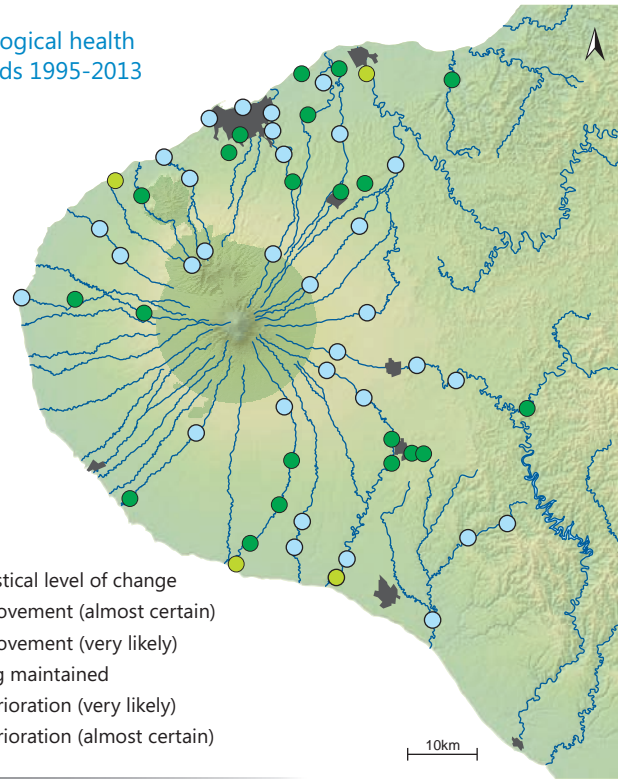 ological health
ds 1995-2013
stical level of change
ovement (almost certain)
ovement (very likely)
g maintained
rioration (very likely)
rioration (almost certain)
10km